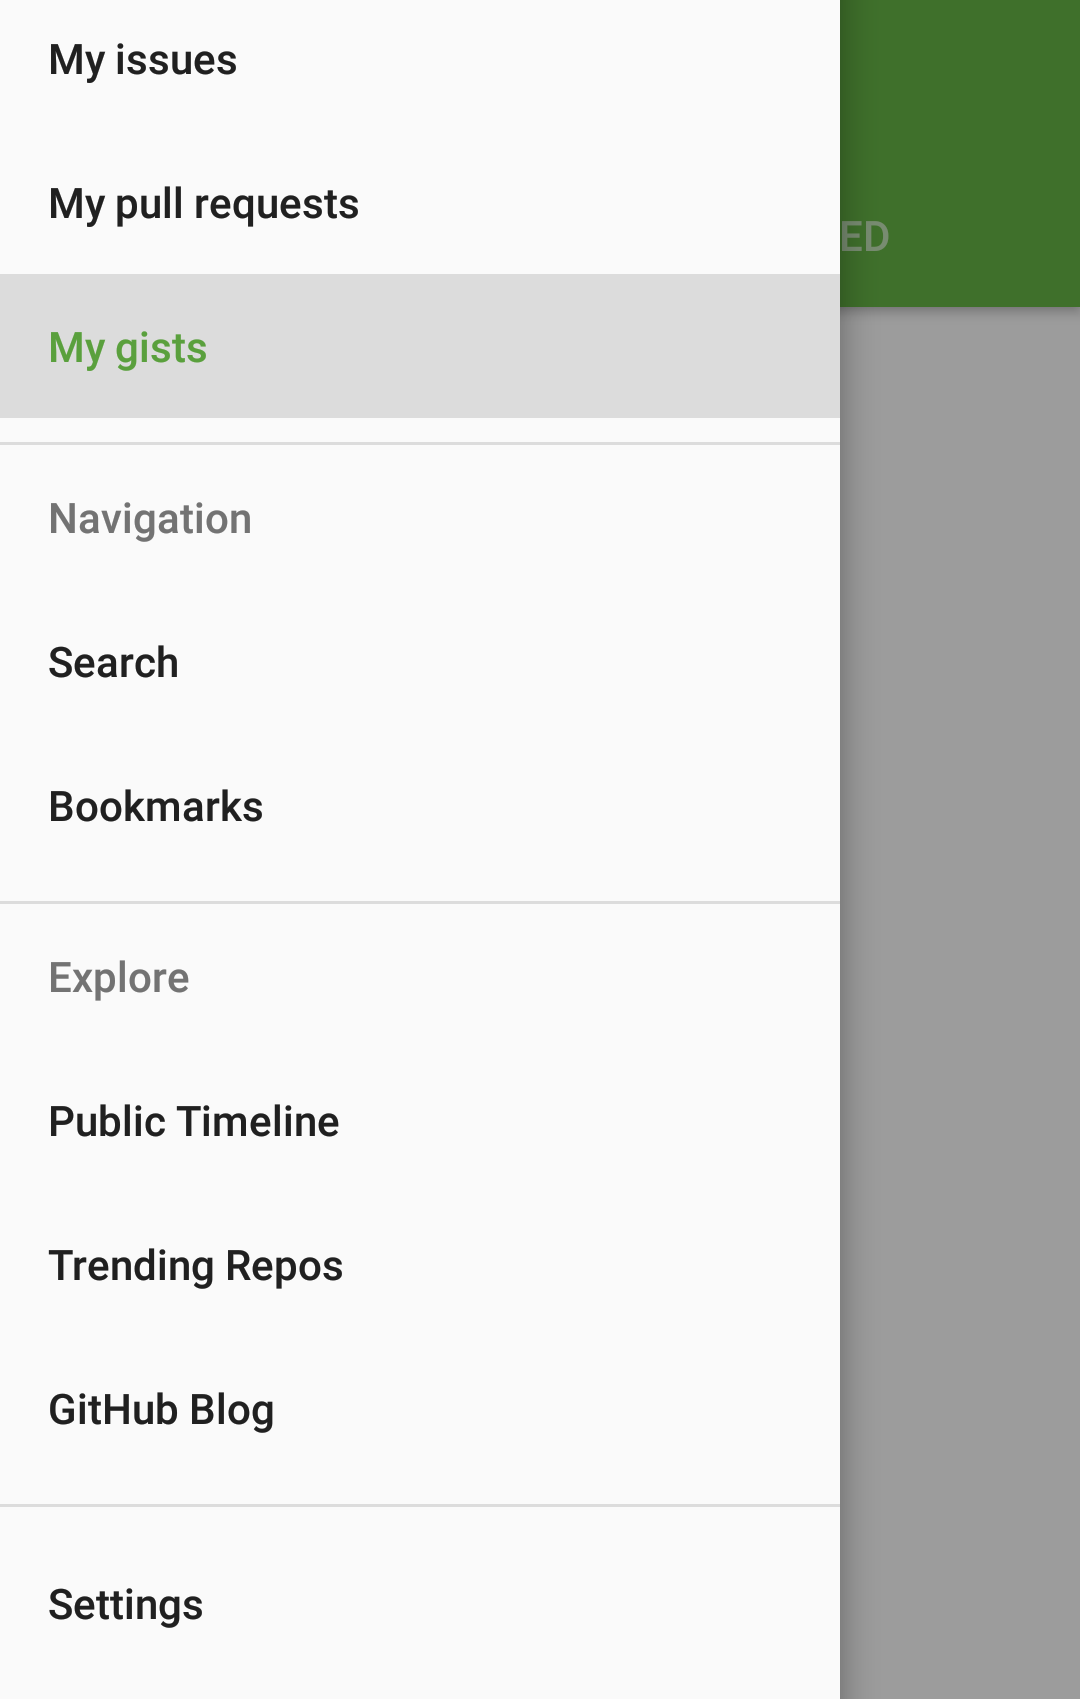 My issues
My pull requests
ED
My gists
Navigation
Search
Bookmarks
Explore
Public Timeline
Trending Repos
GitHub Blog
Settings